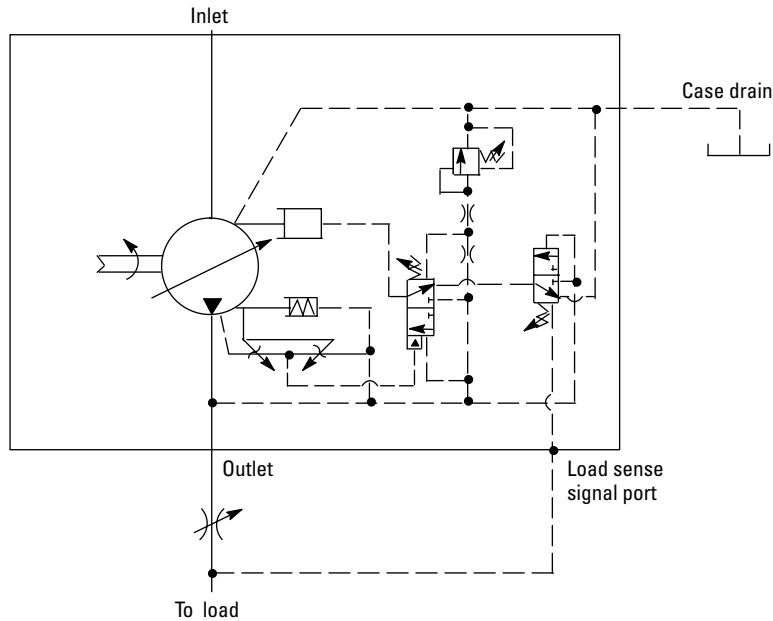 Inlet
Case drain
Outlet
Load sense
signal port
To load